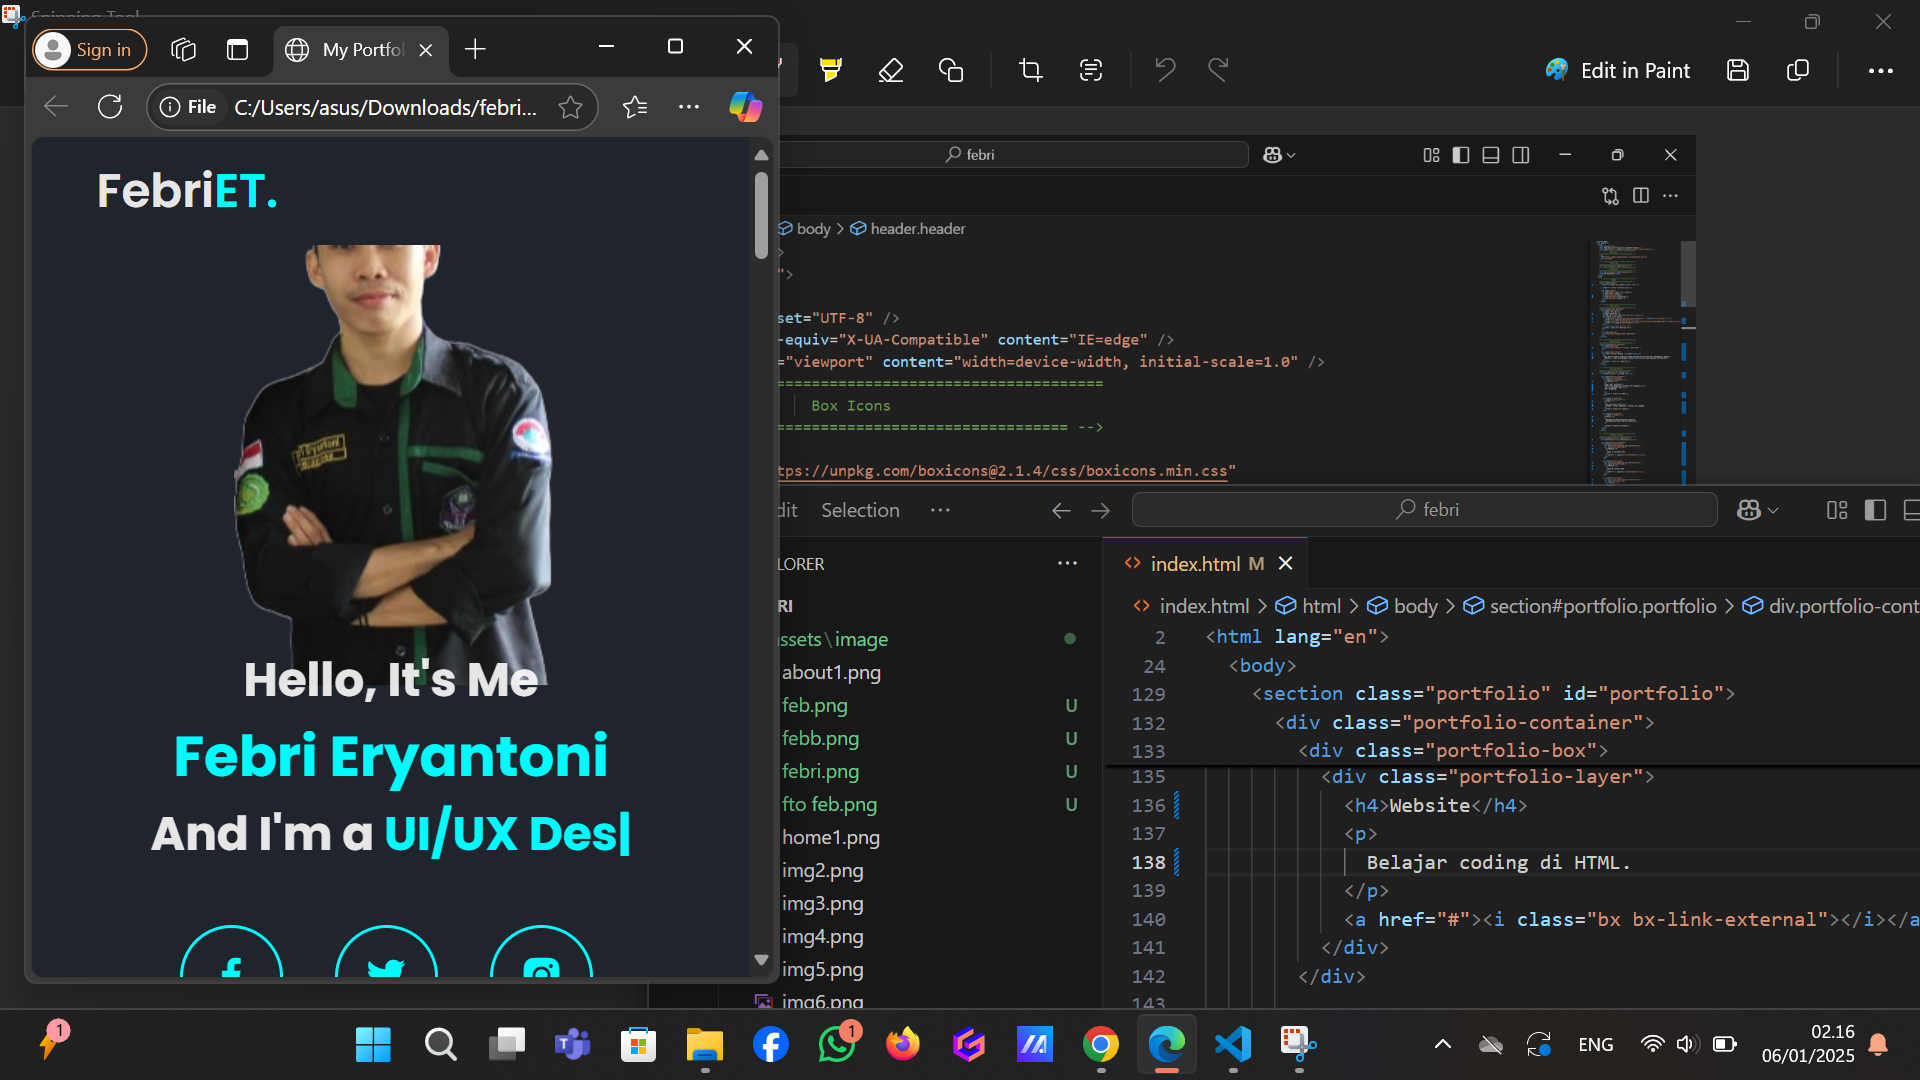 Snipping Tool
Sign in
My Portfo
File
C:/Users/asus/Downloads/febri...
Edit in Paint
FebriET.
Hello, It's Me
Febri Eryantoni
And I'm a UI/UX Des|
febri
body > header.header
>
">
set="UTF-8" />
-equiv="X-UA-Compatible" content="IE=edge" />
="viewport" content="width=device-width, initial-scale=1.0" />
===================================
Box Icons
=============================== -->
tps://unpkg.com/boxicons@2.1.4/css/boxicons.min.css"
dit Selection ···
febri
LORER
RI
ssets\image
about1.png
feb.png U
febb.png U
febri.png U
fto feb.png U
home1.png
img2.png
img3.png
img4.png
img5.png
img6.png
index.html M
index.html > html > body > section#portfolio.portfolio > div.portfolio-cont
2 <html lang="en">
24 <body>
129 <section class="portfolio" id="portfolio">
132 <div class="portfolio-container">
133 <div class="portfolio-box">
135 <div class="portfolio-layer">
136 <h4>Website</h4>
137 <p>
138 Belajar coding di HTML.
139 </p>
140 <a href="#"><i class="bx bx-link-external"></i></a
141 </div>
142 </div>
143
1
1
ENG
02.16
06/01/2025